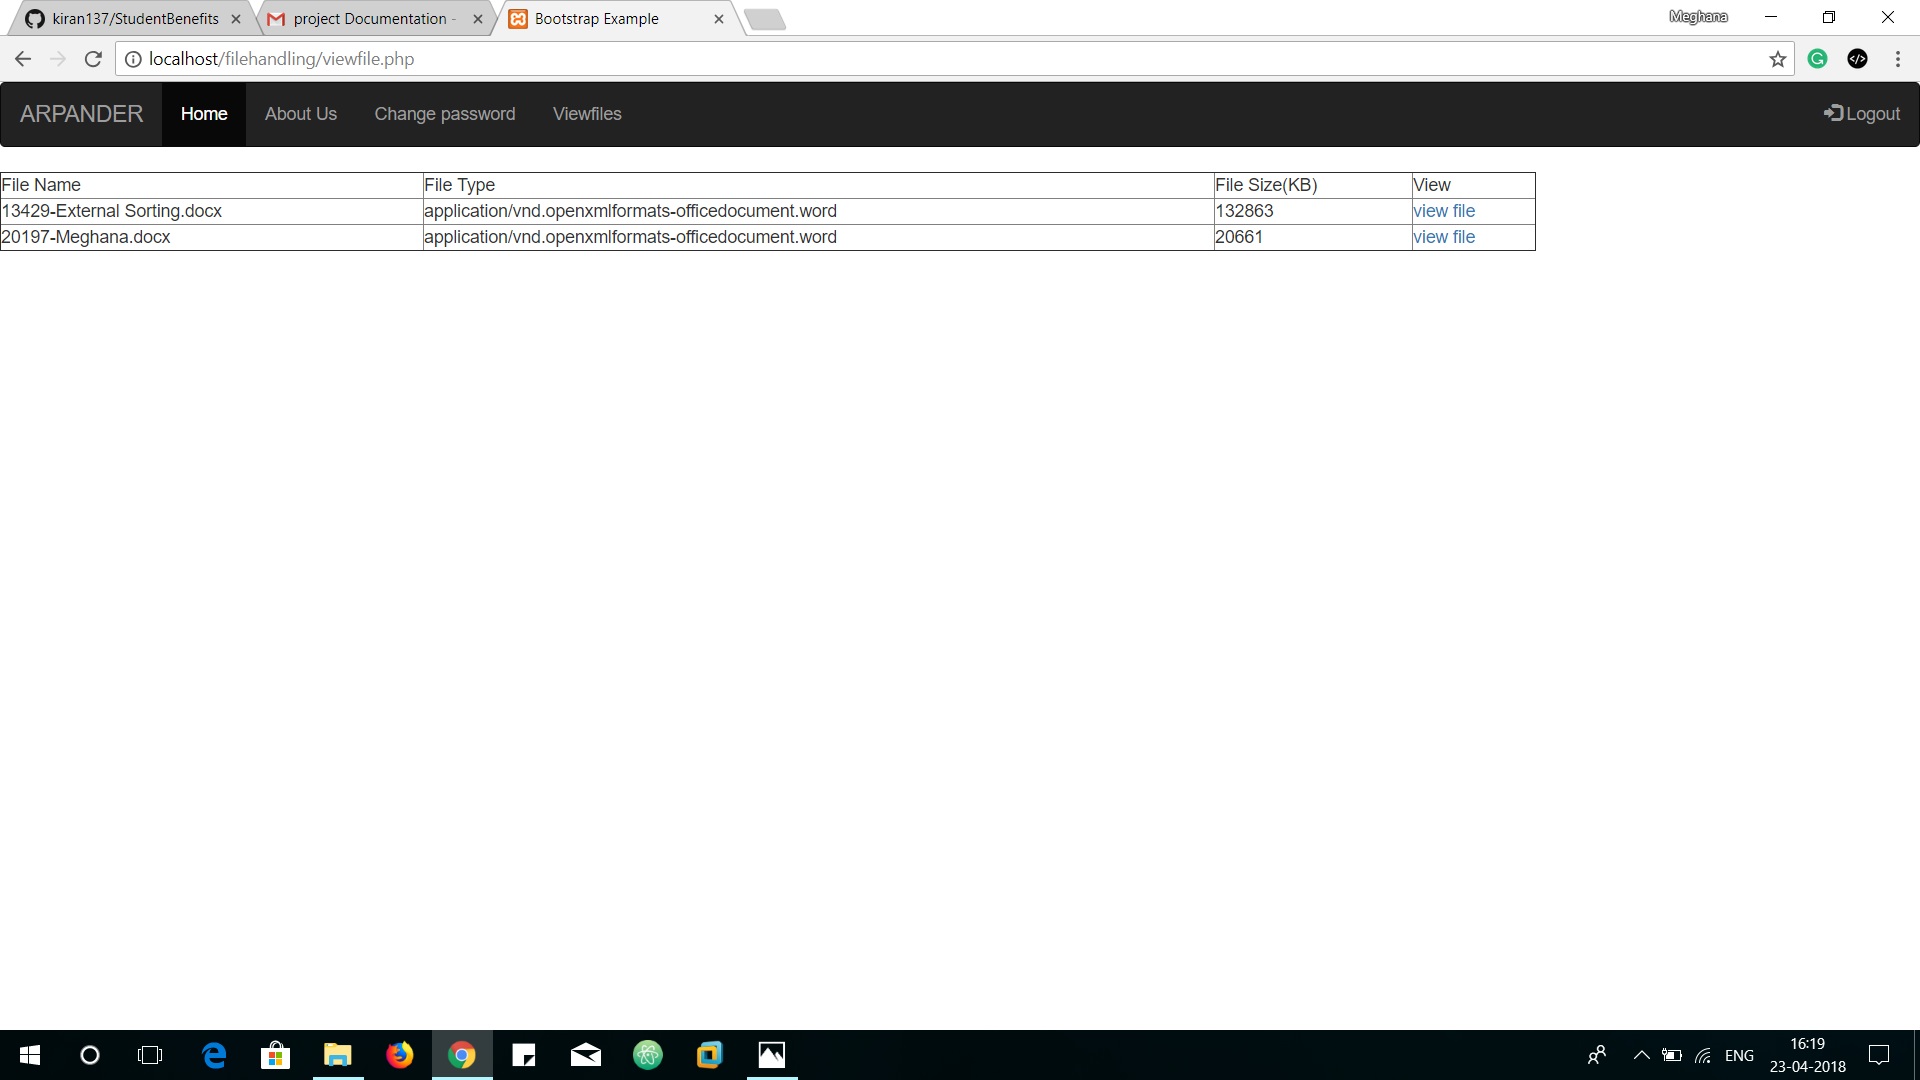 kiran137/StudentBenefits
project Documentation -
Bootstrap Example
Meghana
localhost/filehandling/viewfile.php
ARPANDER Home About Us Change password Viewfiles Logout
File Name File Type File Size(KB) View
13429-External Sorting.docx application/vnd.openxmlformats-officedocument.word 132863 view file
20197-Meghana.docx application/vnd.openxmlformats-officedocument.word 20661 view file
ENG
16:19
23-04-2018